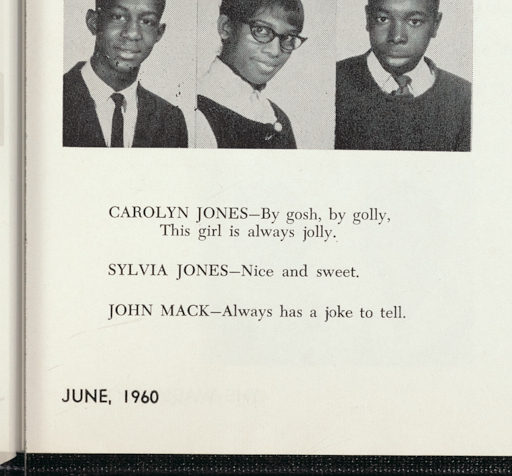 CAROLYN JONES—By gosh, by golly,
This girl is always jolly.
SYLVIA JONES—Nice and sweet.
JOHN MACK—Always has a joke to tell.
JUNE, 1960